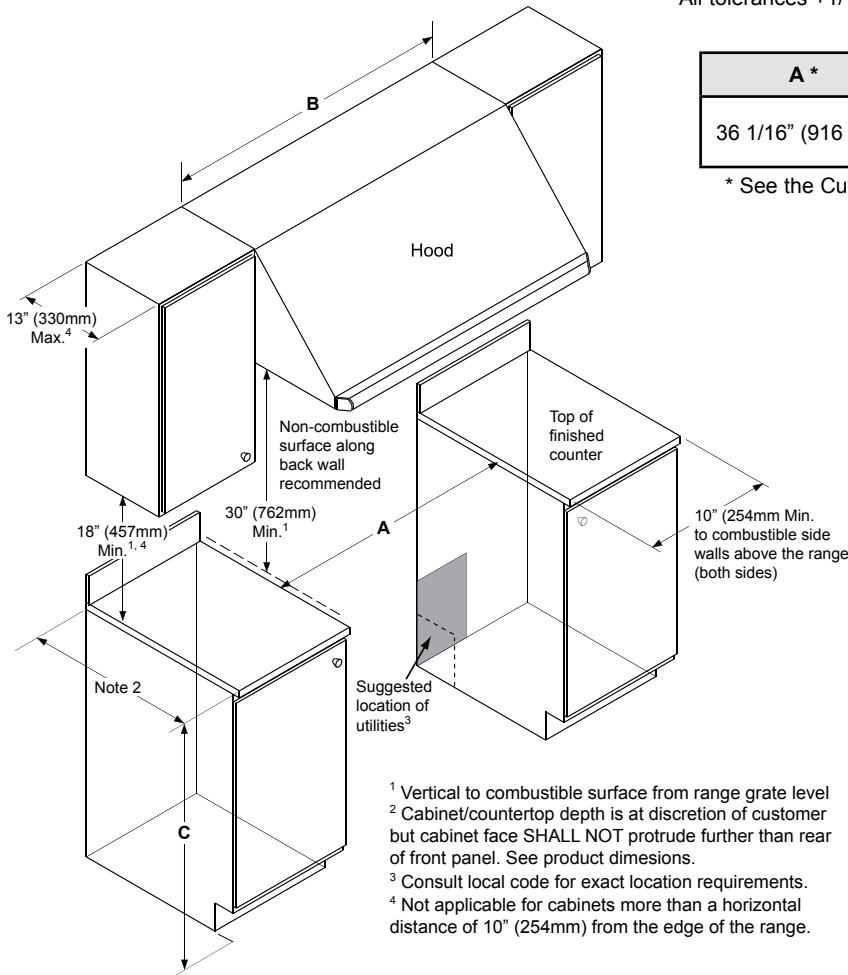 All tolerances +1/
A *
36 1/16” (916
* See the Cu
B
Hood
13” (330mm)
Max.4
Non-combustible
surface along
back wall
recommended
Top of
finished
counter
18” (457mm)
Min.1, 4
30” (762mm)
Min.1
A
10” (254mm Min.
to combustible side
walls above the range
(both sides)
Note 2
Suggested
location of
utilities3
C
1 Vertical to combustible surface from range grate level
2 Cabinet/countertop depth is at discretion of customer
but cabinet face SHALL NOT protrude further than rear
of front panel. See product dimesions.
3 Consult local code for exact location requirements.
4 Not applicable for cabinets more than a horizontal
distance of 10” (254mm) from the edge of the range.